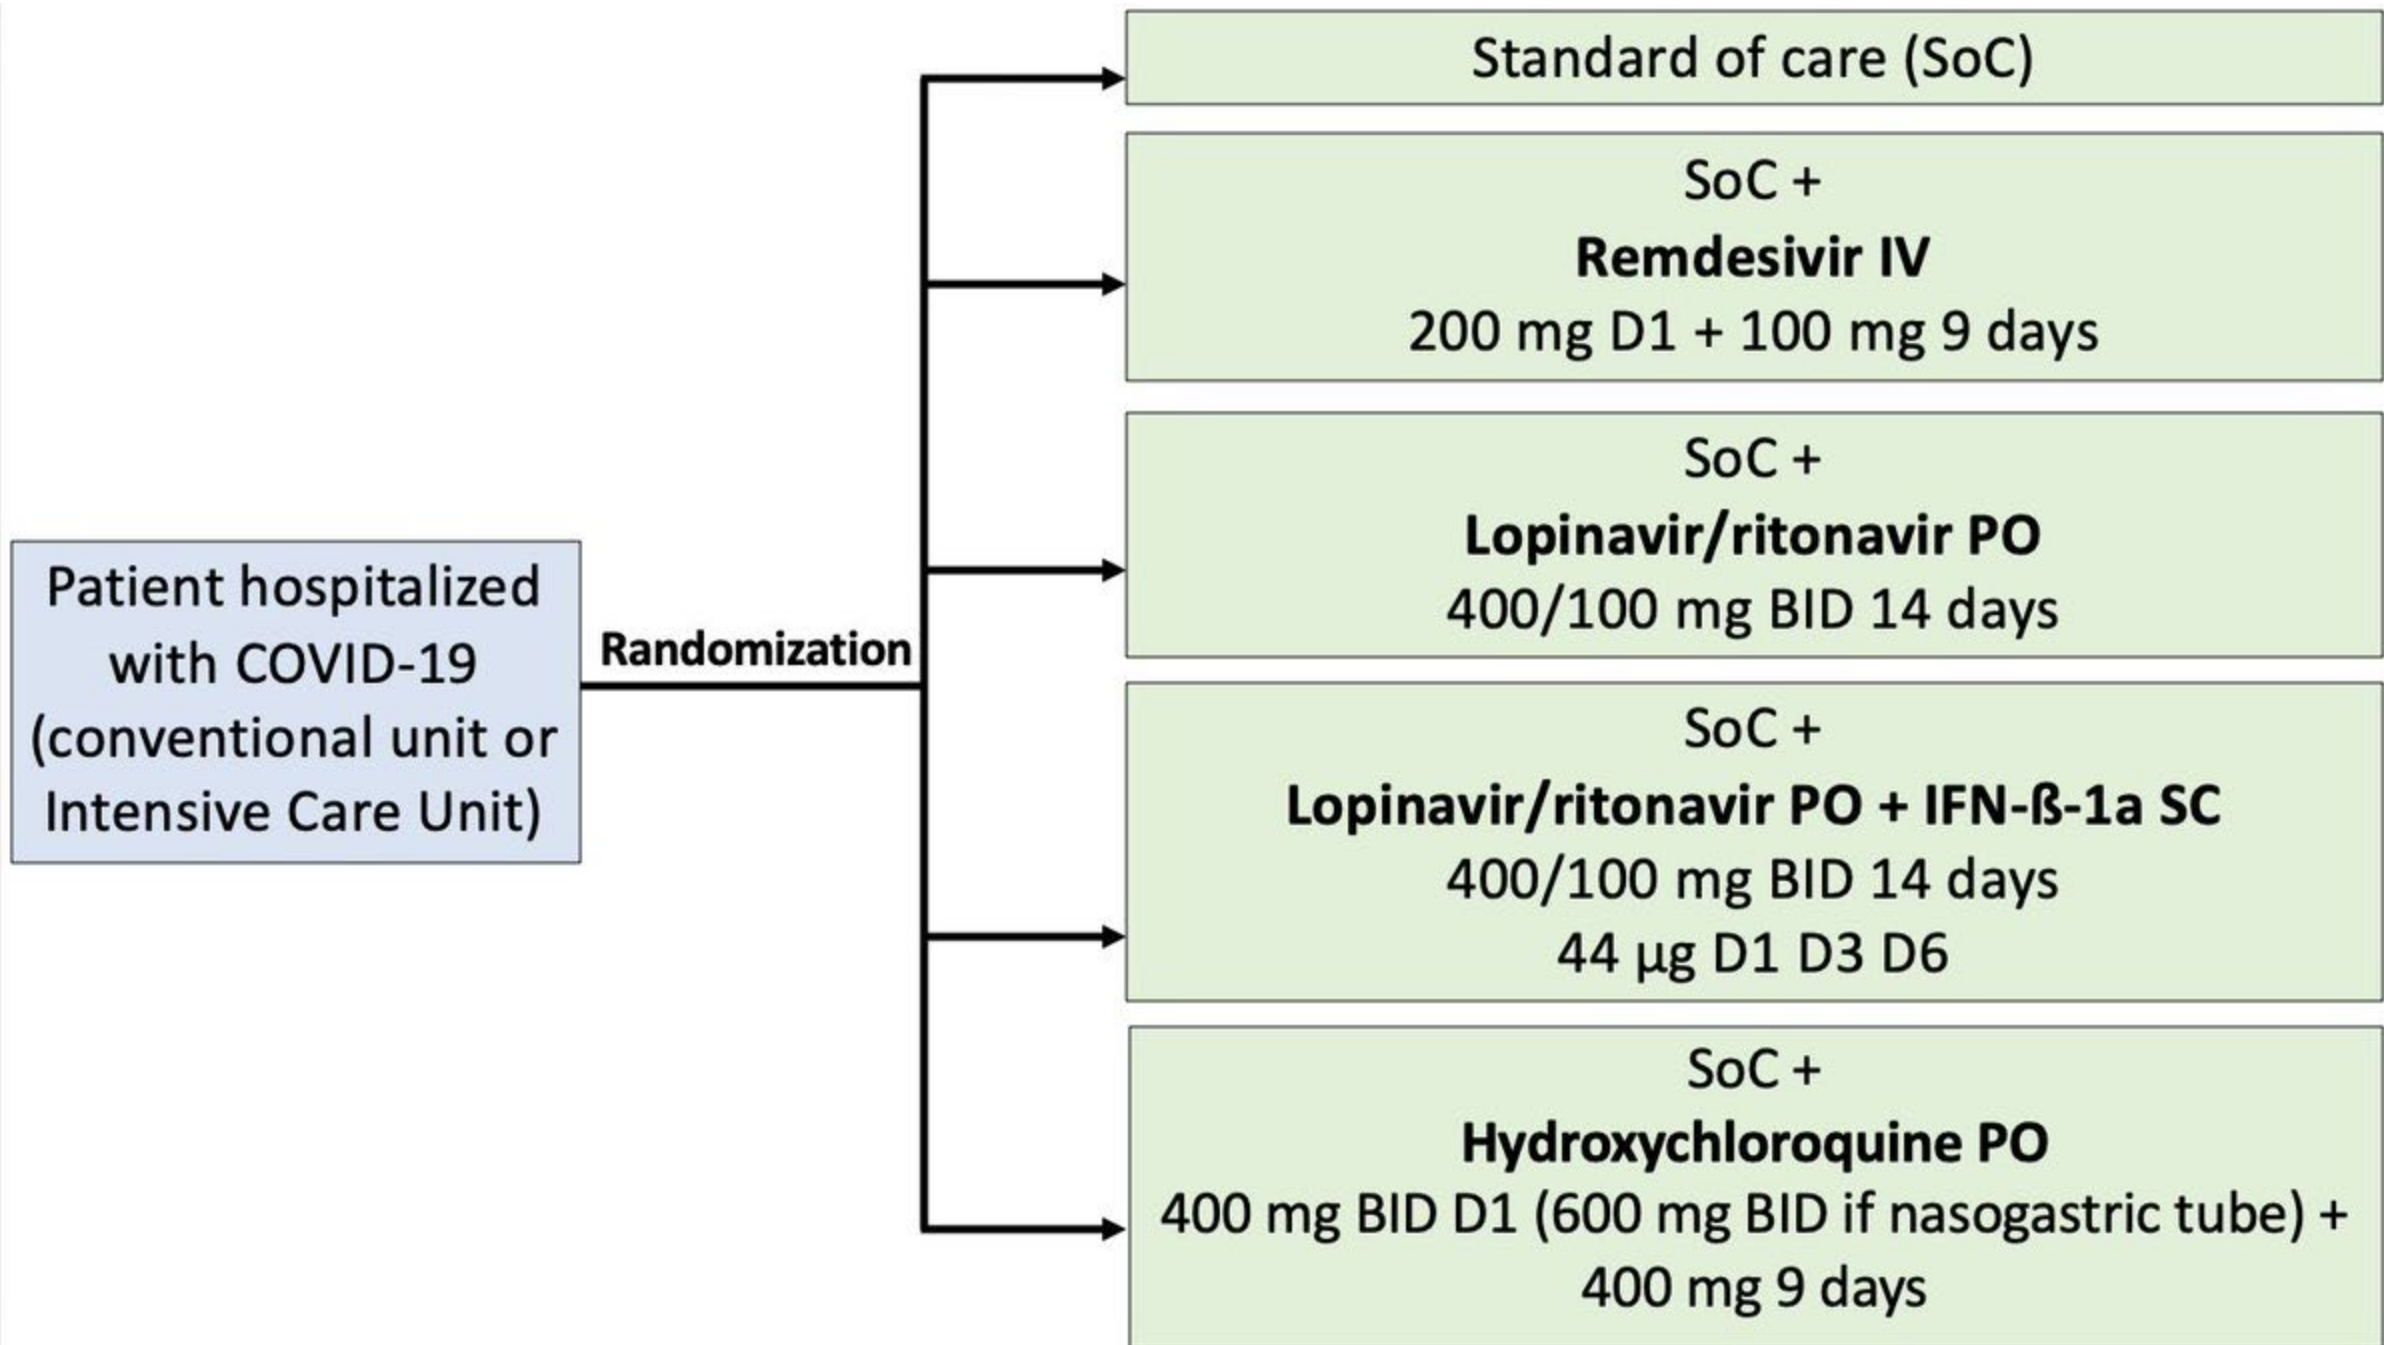 Patient hospitalized
with COVID-19
(conventional unit or
Intensive Care Unit)
Randomization
Standard of care (SoC)
SoC +
Remdesivir IV
200 mg D1 + 100 mg 9 days
SoC +
Lopinavir/ritonavir PO
400/100 mg BID 14 days
SoC +
Lopinavir/ritonavir PO + IFN-ß-1a SC
400/100 mg BID 14 days
44 µg D1 D3 D6
SoC +
Hydroxychloroquine PO
400 mg BID D1 (600 mg BID if nasogastric tube) +
400 mg 9 days